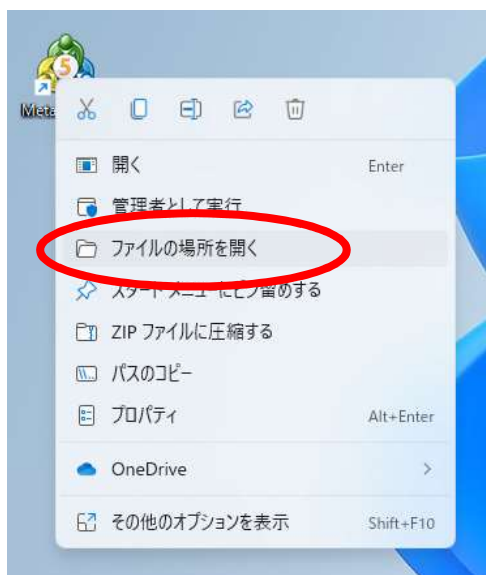 5
Meta
開く Enter
管理者として実行
ファイルの場所を開く
スタート メニューにピン留めする
ZIP ファイルに圧縮する
パスのコピー
プロパティ Alt+Enter
OneDrive
その他のオプションを表示 Shift+F10